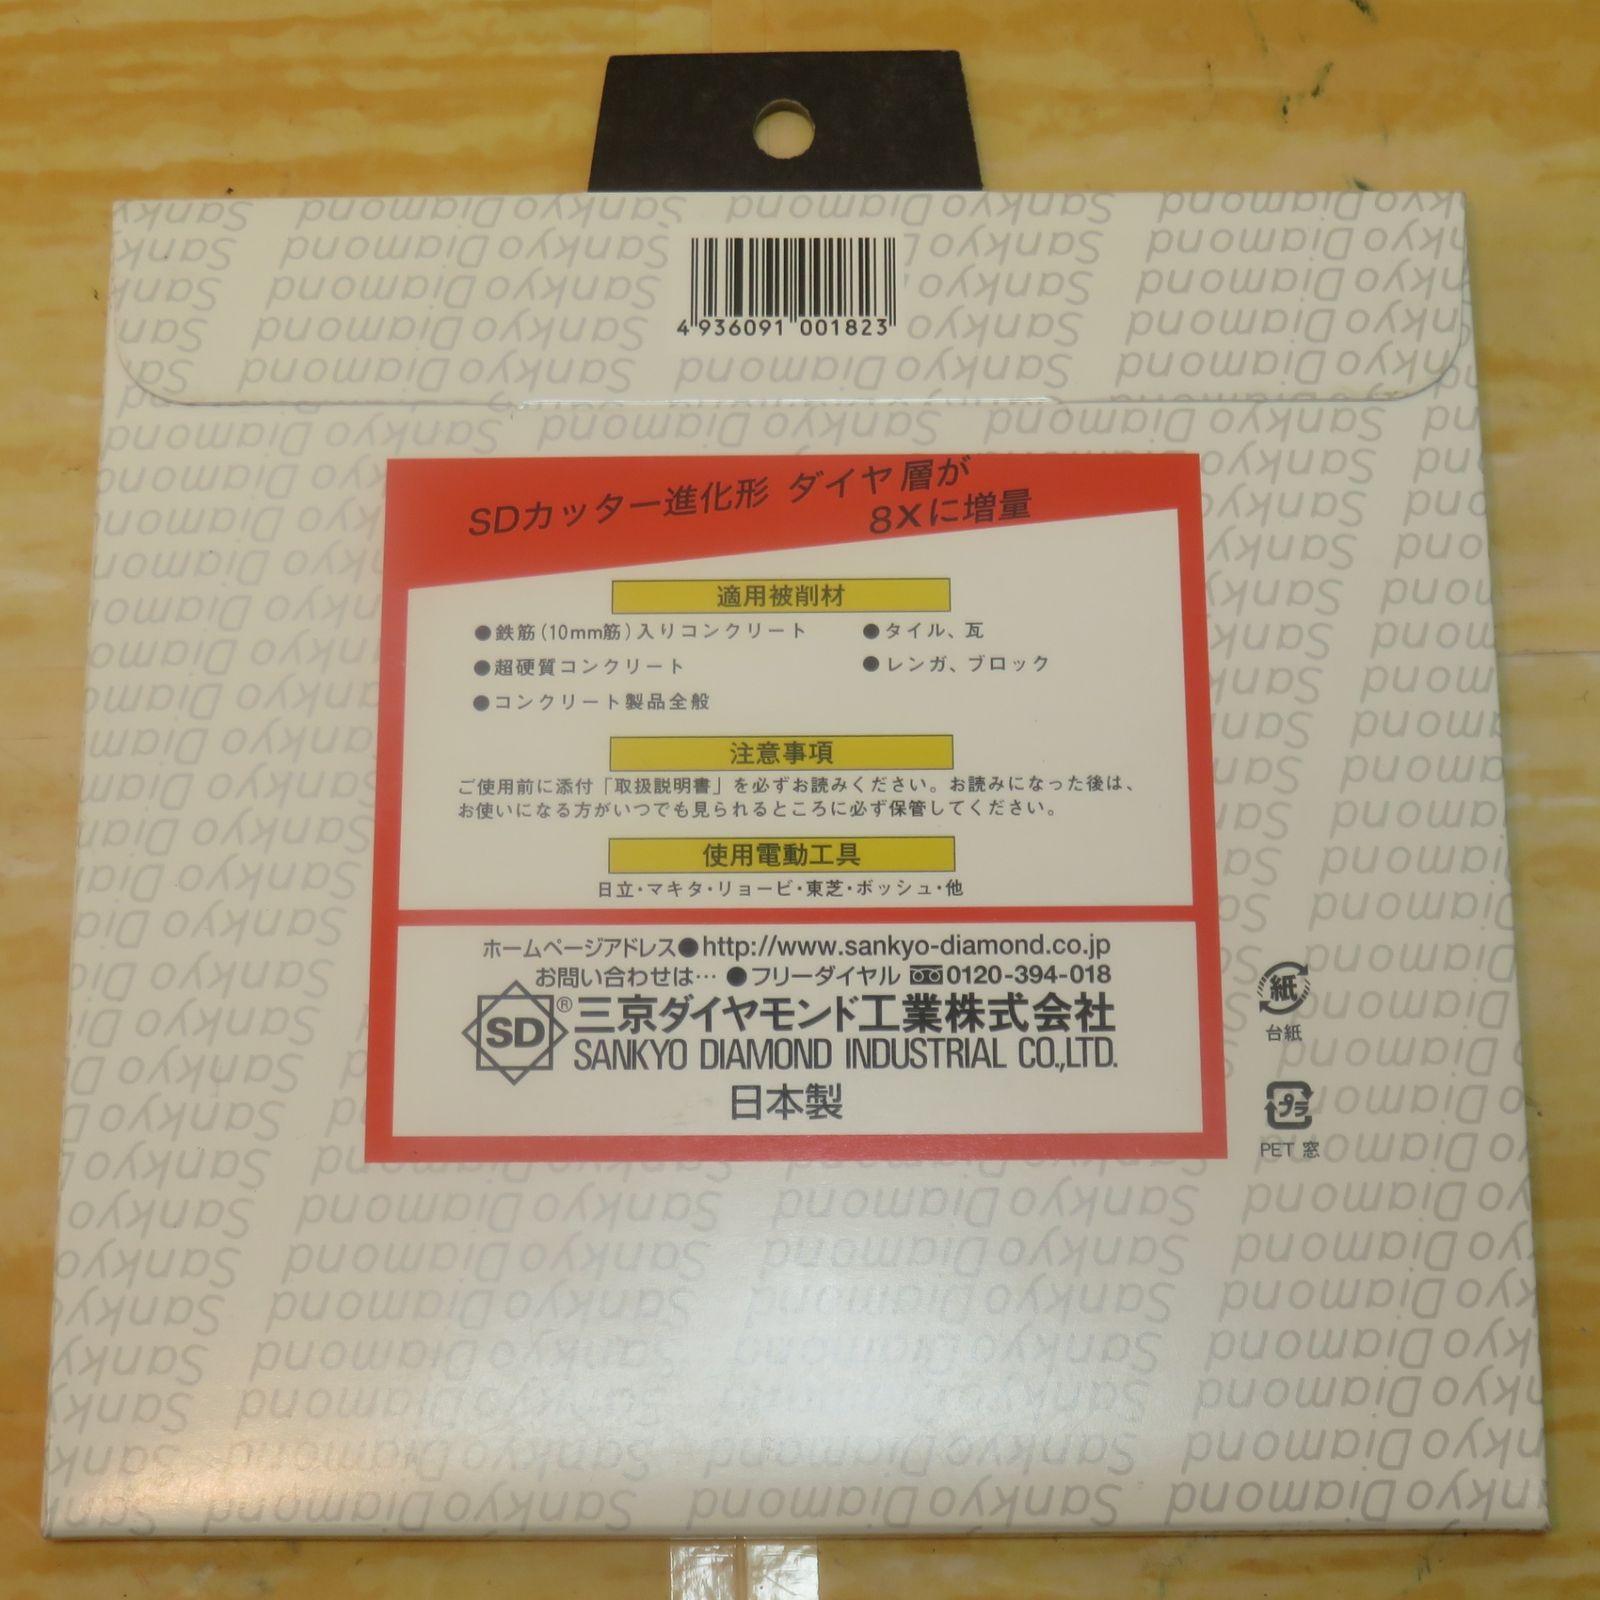 4 936091 001823
SDカッター進化形 ダイヤ層が
8Xに増量
適用被削材
●鉄筋(10mm筋)入りコンクリート
●超硬質コンクリート
●コンクリート製品全般
●タイル、瓦
●レンガ、ブロック
注意事項
ご使用前に添付「取扱説明書」を必ずお読みください。お読みになった後は、
お使いになる方がいつでも見られるところに必ず保管してください。
使用電動工具
日立・マキタ・リョービ・東芝・ボッシュ・他
ホームページアドレス●http://www.sankyo-diamond.co.jp
お問い合わせは…●フリーダイヤル 0120-394-018
SD® 三京ダイヤモンド工業株式会社
SANKYO DIAMOND INDUSTRIAL CO.,LTD.
日本製
紙
台紙
プラ
PET 窓
Sankyo Diamond